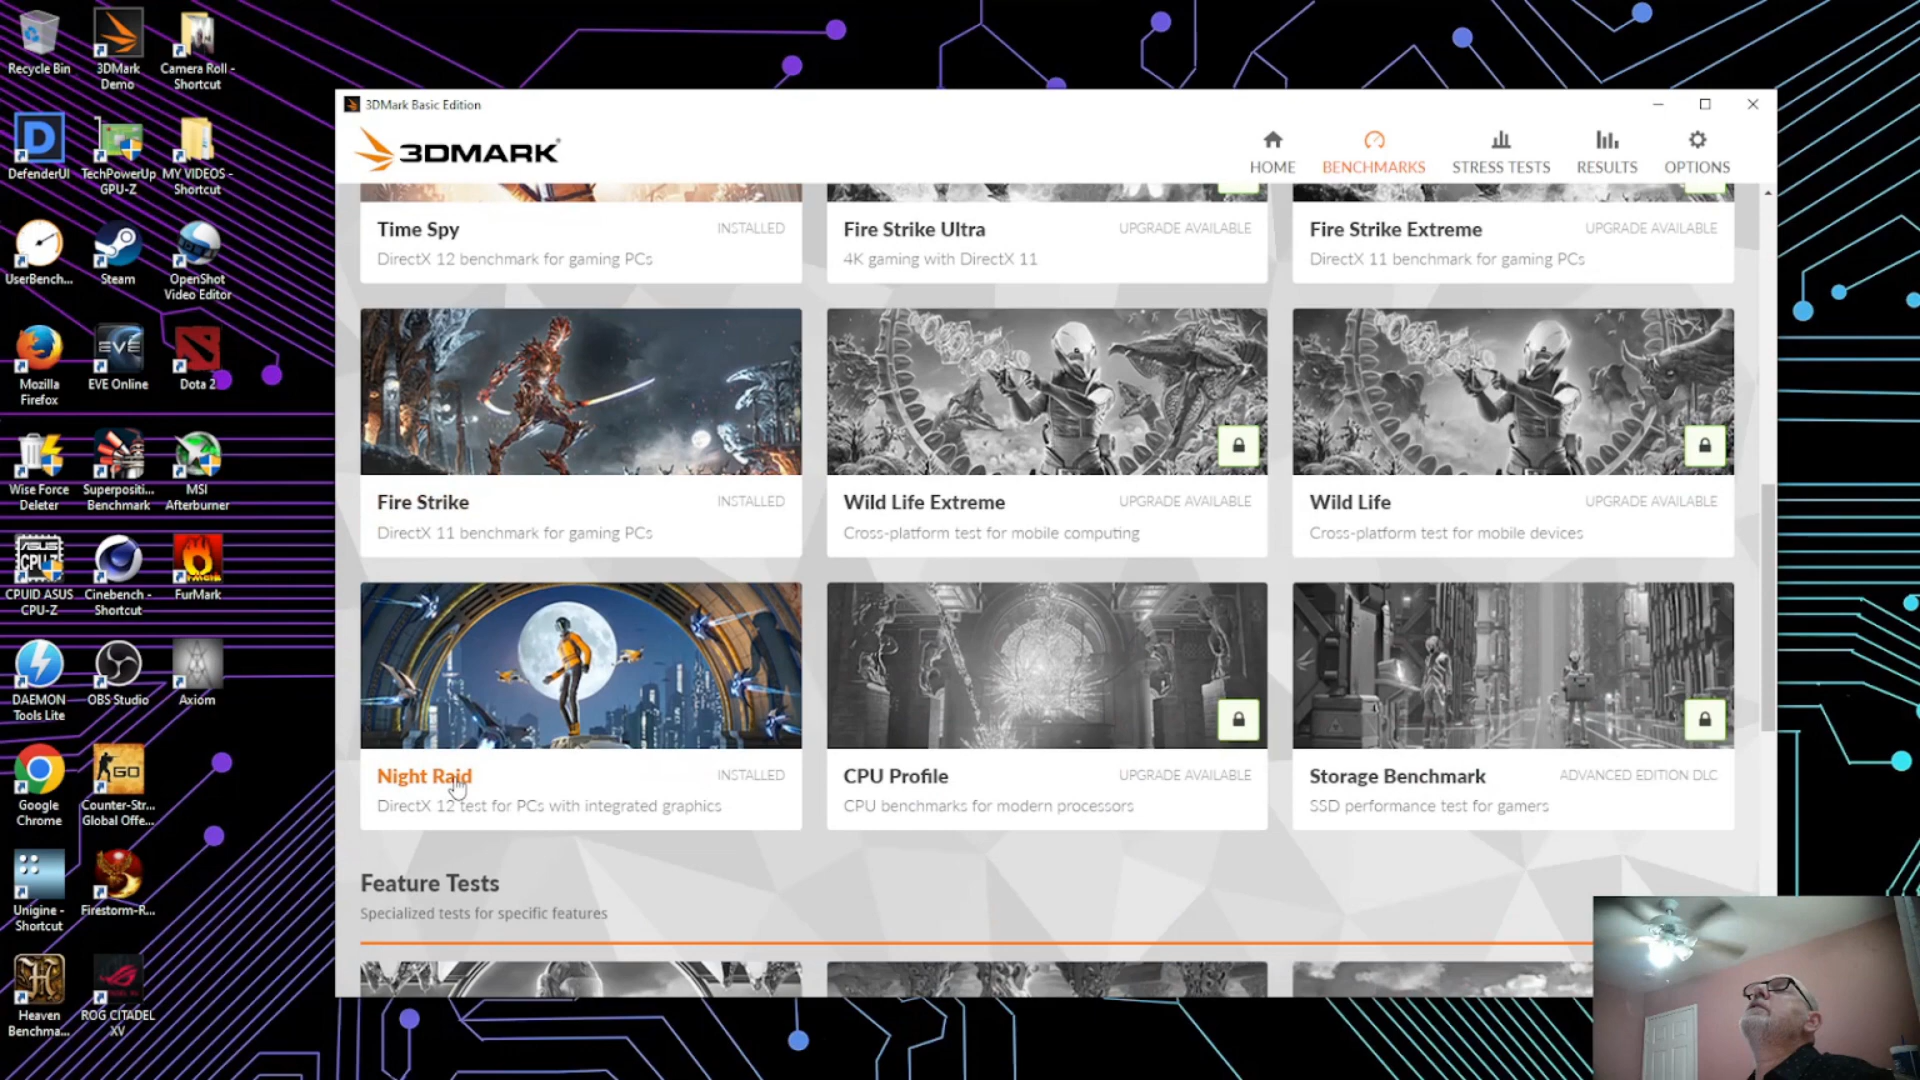 Recycle Bin
3DMark
Demo
Camera Roll -
Shortcut
DefenderUI
TechPowerUp
GPU-Z
MY VIDEOS -
Shortcut
UserBench...
Steam
OpenShot
Video Editor
Mozilla
Firefox
EVE
EVE Online
Dota 2
Wise Force
Deleter
Superpositi...
Benchmark
MSI
Afterburner
ASUS
CPU-Z
CPUID ASUS
CPU-Z
Cinebench -
Shortcut
FurMark
DAEMON
Tools Lite
OBS Studio
Axiom
Google
Chrome
GO
Counter-Str...
Global Offe...
Unigine -
Shortcut
Firestorm-R...
Heaven
Benchma...
ROG CITADEL
XV
3DMark Basic Edition
3DMARK
HOME
BENCHMARKS
STRESS TESTS
RESULTS
OPTIONS
Time Spy
INSTALLED
DirectX 12 benchmark for gaming PCs
Fire Strike Ultra
UPGRADE AVAILABLE
4K gaming with DirectX 11
Fire Strike Extreme
UPGRADE AVAILABLE
DirectX 11 benchmark for gaming PCs
Fire Strike
INSTALLED
DirectX 11 benchmark for gaming PCs
Wild Life Extreme
UPGRADE AVAILABLE
Cross-platform test for mobile computing
Wild Life
UPGRADE AVAILABLE
Cross-platform test for mobile devices
Night Raid
INSTALLED
DirectX 12 test for PCs with integrated graphics
CPU Profile
UPGRADE AVAILABLE
CPU benchmarks for modern processors
Storage Benchmark
ADVANCED EDITION DLC
SSD performance test for gamers
Feature Tests
Specialized tests for specific features